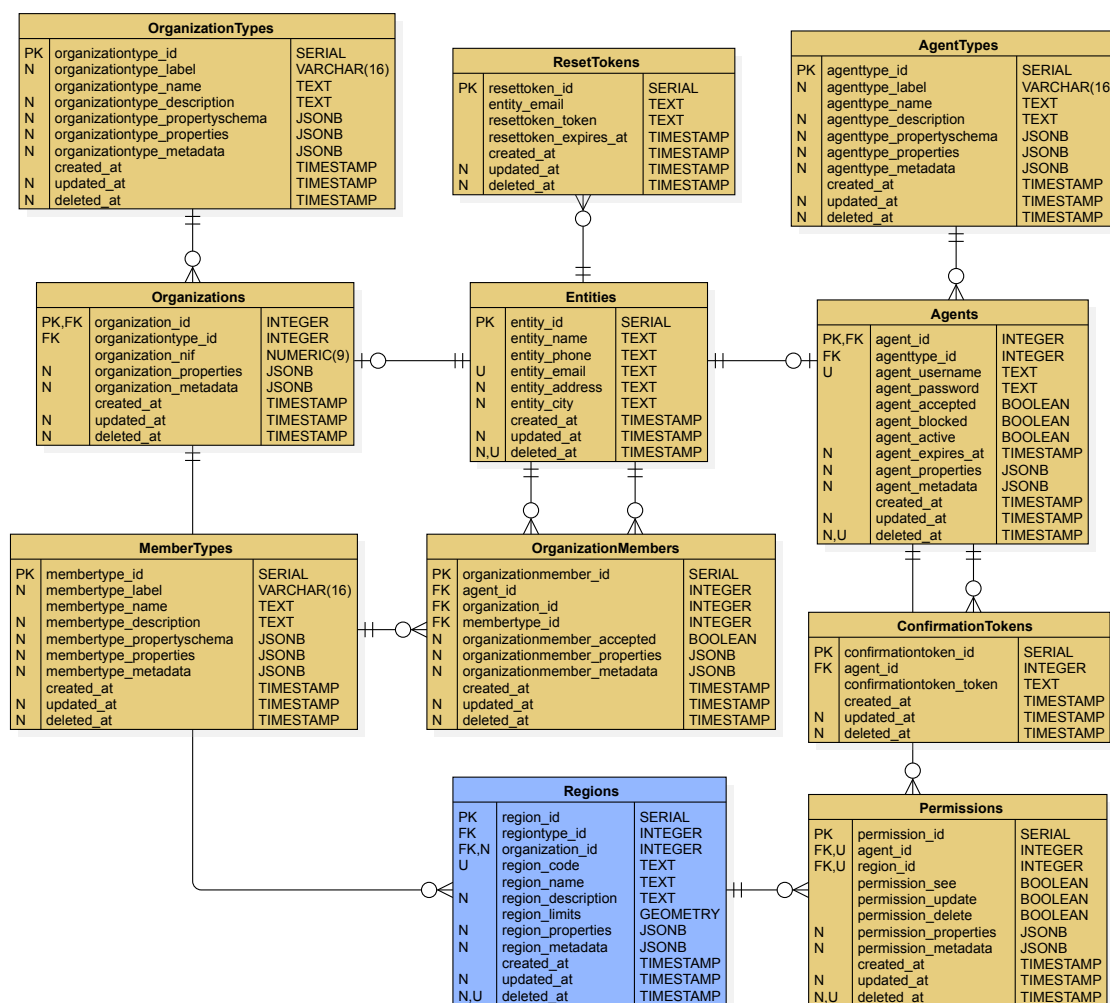 OrganizationTypes
PK organizationtype_id SERIAL
N organizationtype_label VARCHAR(16)
organizationtype_name TEXT
N organizationtype_description TEXT
N organizationtype_propertyschema JSONB
N organizationtype_properties JSONB
N organizationtype_metadata JSONB
created_at TIMESTAMP
N updated_at TIMESTAMP
N deleted_at TIMESTAMP
ResetTokens
PK resettoken_id SERIAL
entity_email TEXT
resettoken_token TEXT
resettoken_expires_at TIMESTAMP
created_at TIMESTAMP
N updated_at TIMESTAMP
N deleted_at TIMESTAMP
AgentTypes
PK agenttype_id SERIAL
N agenttype_label VARCHAR(16
agenttype_name TEXT
N agenttype_description TEXT
N agenttype_propertyschema JSONB
N agenttype_properties JSONB
N agenttype_metadata JSONB
created_at TIMESTAMP
N updated_at TIMESTAMP
N deleted_at TIMESTAMP
Organizations
PK,FK organization_id INTEGER
FK organizationtype_id INTEGER
organization_nif NUMERIC(9)
N organization_properties JSONB
N organization_metadata JSONB
created_at TIMESTAMP
N updated_at TIMESTAMP
N deleted_at TIMESTAMP
Entities
PK entity_id SERIAL
entity_name TEXT
entity_phone TEXT
U entity_email TEXT
N entity_address TEXT
N entity_city TEXT
created_at TIMESTAMP
N updated_at TIMESTAMP
N,U deleted_at TIMESTAMP
Agents
PK,FK agent_id INTEGER
FK agenttype_id INTEGER
U agent_username TEXT
agent_password TEXT
agent_accepted BOOLEAN
agent_blocked BOOLEAN
agent_active BOOLEAN
N agent_expires_at TIMESTAMP
N agent_properties JSONB
N agent_metadata JSONB
created_at TIMESTAMP
N updated_at TIMESTAMP
N,U deleted_at TIMESTAMP
MemberTypes
PK membertype_id SERIAL
N membertype_label VARCHAR(16)
membertype_name TEXT
N membertype_description TEXT
N membertype_propertyschema JSONB
N membertype_properties JSONB
N membertype_metadata JSONB
created_at TIMESTAMP
N updated_at TIMESTAMP
N deleted_at TIMESTAMP
OrganizationMembers
PK organizationmember_id SERIAL
FK agent_id INTEGER
FK organization_id INTEGER
FK membertype_id INTEGER
N organizationmember_accepted BOOLEAN
N organizationmember_properties JSONB
N organizationmember_metadata JSONB
created_at TIMESTAMP
N updated_at TIMESTAMP
N deleted_at TIMESTAMP
ConfirmationTokens
PK confirmationtoken_id SERIAL
FK agent_id INTEGER
confirmationtoken_token TEXT
created_at TIMESTAMP
N updated_at TIMESTAMP
N deleted_at TIMESTAMP
Regions
PK region_id SERIAL
FK regiontype_id INTEGER
FK,N organization_id INTEGER
U region_code TEXT
region_name TEXT
N region_description TEXT
region_limits GEOMETRY
N region_properties JSONB
N region_metadata JSONB
created_at TIMESTAMP
N updated_at TIMESTAMP
N,U deleted_at TIMESTAMP
Permissions
PK permission_id SERIAL
FK,U agent_id INTEGER
FK,U region_id INTEGER
permission_see BOOLEAN
permission_update BOOLEAN
permission_delete BOOLEAN
N permission_properties JSONB
N permission_metadata JSONB
created_at TIMESTAMP
N updated_at TIMESTAMP
N,U deleted_at TIMESTAMP